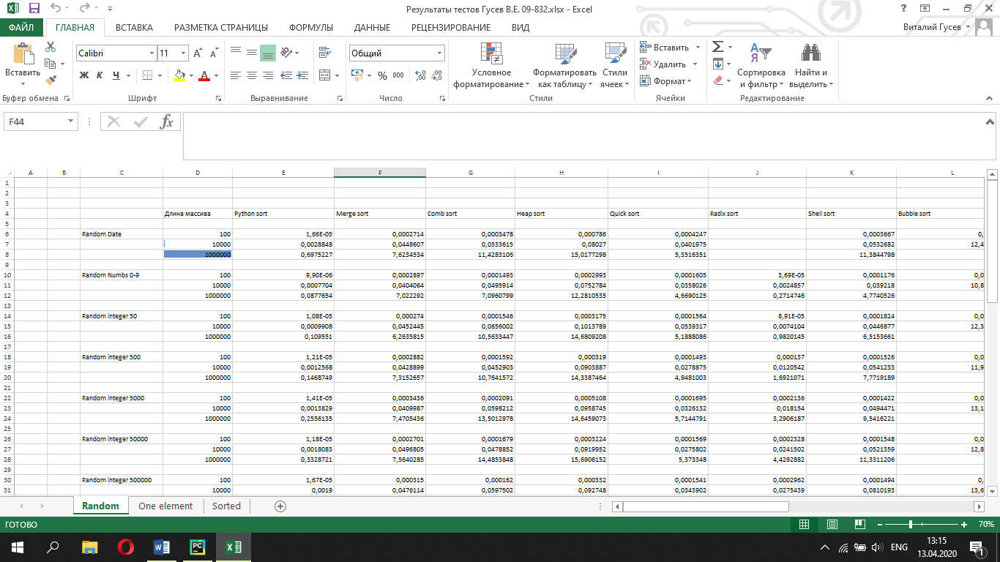 Результаты тестов Гусев В.Е. 09-832.xlsx - Excel
ФАЙЛ ГЛАВНАЯ ВСТАВКА РАЗМЕТКА СТРАНИЦЫ ФОРМУЛЫ ДАННЫЕ РЕЦЕНЗИРОВАНИЕ ВИД Виталий Гусев
Вставить
Буфер обмена
Calibri 11
Ж К Ч
Шрифт
Выравнивание
Общий
% 000
Число
Условное форматирование
Форматировать как таблицу
Стили ячеек
Стили
Вставить
Удалить
Формат
Ячейки
Сортировка и фильтр
Найти и выделить
Редактирование
F44
A B C D E F G H I J K L
4 Длина массива Python sort Merge sort Comb sort Heap sort Quick sort Radix sort Shell sort Bubble sort
5
6 Random Date 100 1,66E-05 0,0002714 0,0003478 0,000786 0,0004247 0,0003667 0,
7 10000 0,0028848 0,0448607 0,0533615 0,08027 0,0401975 0,0532682 12,4
8 1000000 0,6975227 7,6234534 11,4283106 15,0177298 5,3516351 11,3844798
9
10 Random Numbs 0-9 100 9,90E-06 0,0002897 0,0001493 0,0002993 0,0001605 3,69E-05 0,0001176 0,0
11 10000 0,0007704 0,0404064 0,0495914 0,0752784 0,0358026 0,0024857 0,039218 10,8
12 1000000 0,0877654 7,022292 7,0960799 12,2810535 4,6690125 0,2714746 4,7740526
13
14 Random integer 50 100 1,08E-05 0,000274 0,0001546 0,0003175 0,0001564 8,91E-05 0,0001824 0,0
15 10000 0,0009908 0,0452445 0,0656002 0,1013789 0,0539317 0,0074104 0,0446877 12,3
16 1000000 0,109551 6,2635815 10,5633447 14,6809208 5,1888086 0,9820145 6,5153661
17
18 Random integer 500 100 1,21E-05 0,0002882 0,0001592 0,000319 0,0001493 0,000137 0,0001526 0,0
19 10000 0,0012568 0,0428899 0,0452903 0,0903887 0,0278875 0,0120542 0,0541233 11,9
20 1000000 0,1468749 7,3152657 10,7641572 14,3387464 4,9481003 1,6921071 7,7719189
21
22 Random integer 5000 100 1,41E-05 0,0003436 0,0002091 0,0005108 0,0001695 0,0002136 0,0001422 0,0
23 10000 0,0013829 0,0409987 0,0598212 0,0958745 0,0326132 0,018154 0,0494471 13,1
24 1000000 0,2556135 7,4705436 13,5012978 14,6459073 5,7144791 3,2906187 9,5416221
25
26 Random integer 50000 100 1,18E-05 0,0002701 0,0001679 0,0003224 0,0001569 0,0002328 0,0001548 0,0
27 10000 0,0018083 0,0496805 0,0478852 0,0919952 0,0275802 0,0241502 0,0521359 12,8
28 1000000 0,3328721 7,5640285 14,4853848 15,6906152 5,373348 4,4292882 11,3311206
29
30 Random integer 500000 100 1,67E-05 0,000315 0,000162 0,000332 0,0001541 0,0002962 0,0001494 0,
31 10000 0,0019 0,0476114 0,0597502 0,092748 0,0343902 0,0275439 0,0810193 13,6
Random One element Sorted
ГОТОВО 70%
ENG 13:15
13.04.2020